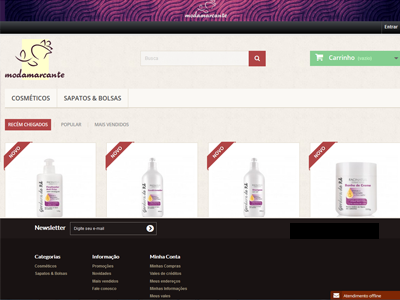 modamarcante
Entrar
modamarcante
Busca
Carrinho (vazio)
COSMÉTICOS SAPATOS & BOLSAS
RECÉM CHEGADOS POPULAR MAIS VENDIDOS
NOVO NOVO NOVO NOVO
Newsletter Digite seu e-mail
Categorias Informação Minha Conta
Cosméticos Promoções Minhas Compras
Sapatos & Bolsas Novidades Vales de créditos
Mais vendidos Meus endereços
Fale conosco Minhas Informações
Meus vales
Atendimento offline